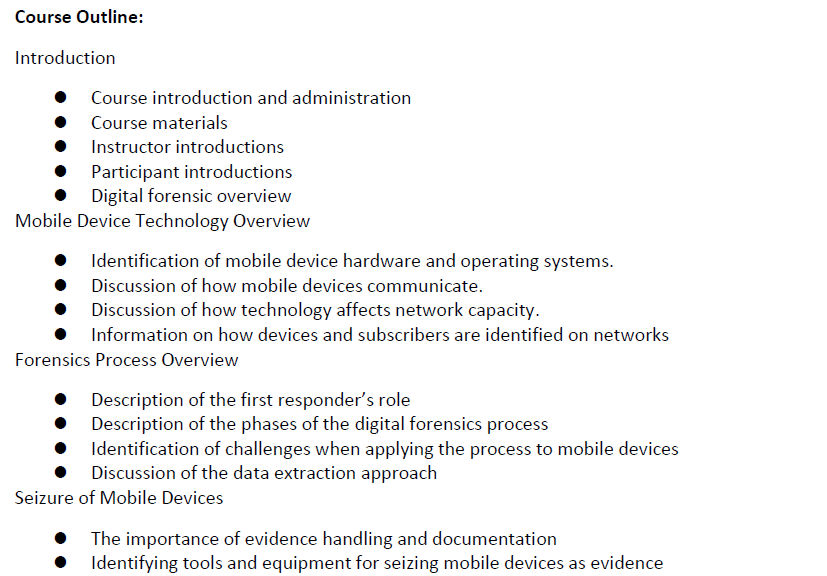 Course Outline:
Introduction
● Course introduction and administration
● Course materials
● Instructor introductions
● Participant introductions
● Digital forensic overview
Mobile Device Technology Overview
● Identification of mobile device hardware and operating systems.
● Discussion of how mobile devices communicate.
● Discussion of how technology affects network capacity.
● Information on how devices and subscribers are identified on networks
Forensics Process Overview
● Description of the first responder’s role
● Description of the phases of the digital forensics process
● Identification of challenges when applying the process to mobile devices
● Discussion of the data extraction approach
Seizure of Mobile Devices
● The importance of evidence handling and documentation
● Identifying tools and equipment for seizing mobile devices as evidence